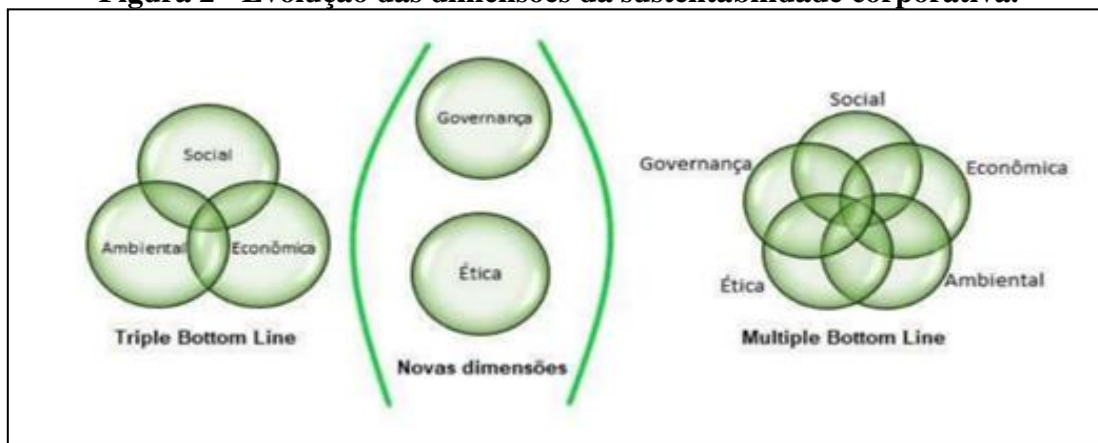 Figura 2 - Evolução das dimensões da sustentabilidade corporativa.
Social
Ambiental
Econômica
Triple Bottom Line
Governança
Ética
Novas dimensões
Social
Governança
Econômica
Ética
Ambiental
Multiple Bottom Line